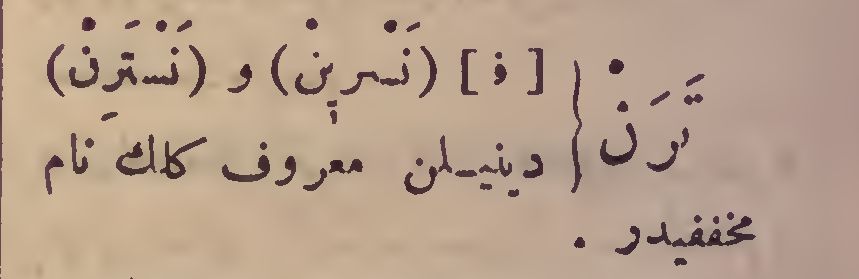 تَرَنْ } [ ف ] (نَسْرِينْ) و (نَسْتَرِنْ)
دينيلن معروف كلك نام
مخففيدر .